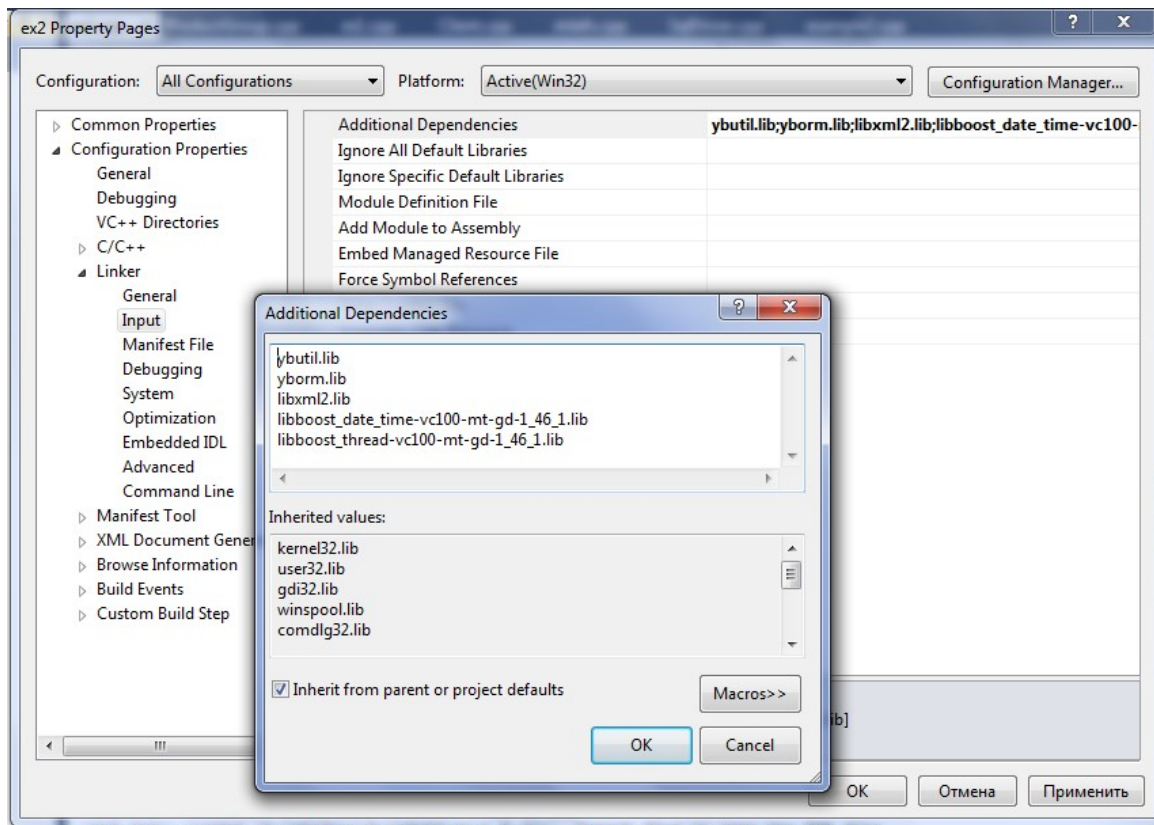 ex2 Property Pages
Configuration: All Configurations Platform: Active(Win32) Configuration Manager...
Common Properties
Configuration Properties
General
Debugging
VC++ Directories
C/C++
Linker
General
Input
Manifest File
Debugging
System
Optimization
Embedded IDL
Advanced
Command Line
Manifest Tool
XML Document Gener
Browse Information
Build Events
Custom Build Step
Additional Dependencies ybutil.lib;yborm.lib;libxml2.lib;libboost_date_time-vc100-
Ignore All Default Libraries
Ignore Specific Default Libraries
Module Definition File
Add Module to Assembly
Embed Managed Resource File
Force Symbol References
Additional Dependencies
ybutil.lib
yborm.lib
libxml2.lib
libboost_date_time-vc100-mt-gd-1_46_1.lib
libboost_thread-vc100-mt-gd-1_46_1.lib
Inherited values:
kernel32.lib
user32.lib
gdi32.lib
winspool.lib
comdlg32.lib
Inherit from parent or project defaults
Macros>>
OK Cancel
ib]
OK Отмена Применить